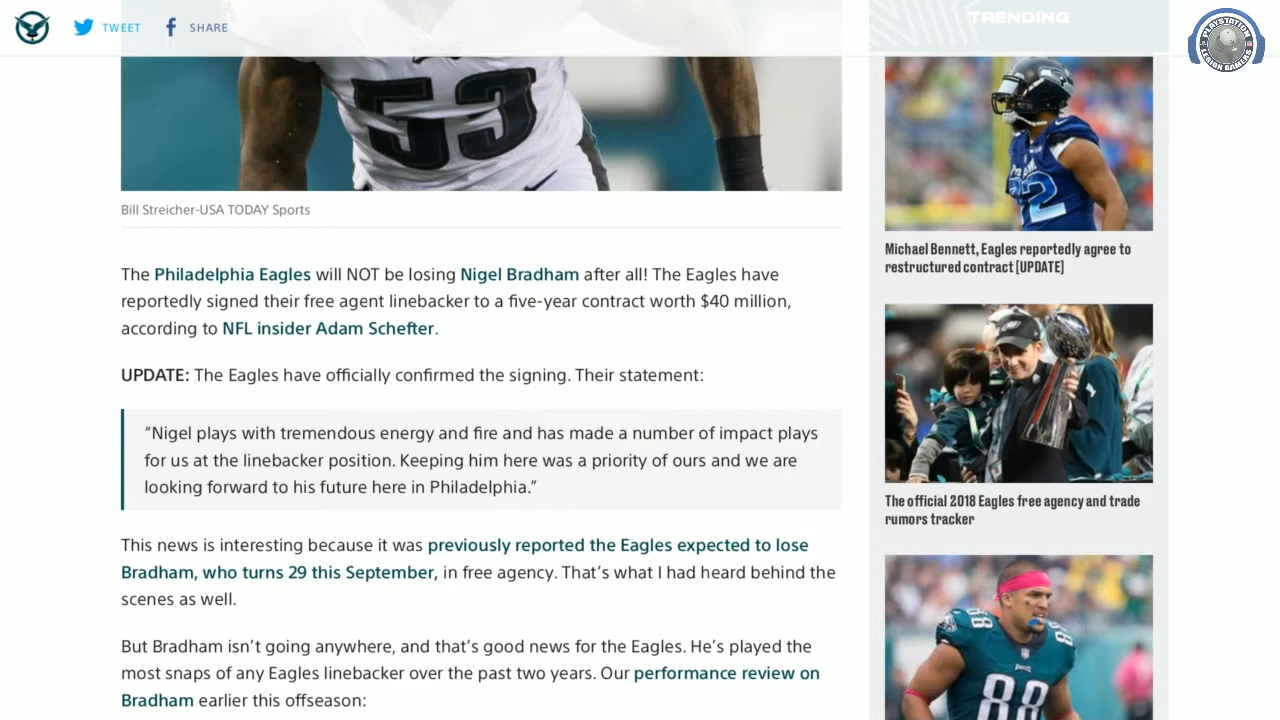 TWEET
SHARE
TRENDING
PLAYSTATION
LEGION GAMERS
53
Bill Streicher-USA TODAY Sports
The Philadelphia Eagles will NOT be losing Nigel Bradham after all! The Eagles have
reportedly signed their free agent linebacker to a five-year contract worth $40 million,
according to NFL insider Adam Schefter.
UPDATE: The Eagles have officially confirmed the signing. Their statement:
“Nigel plays with tremendous energy and fire and has made a number of impact plays
for us at the linebacker position. Keeping him here was a priority of ours and we are
looking forward to his future here in Philadelphia.”
This news is interesting because it was previously reported the Eagles expected to lose
Bradham, who turns 29 this September, in free agency. That’s what I had heard behind the
scenes as well.
But Bradham isn’t going anywhere, and that’s good news for the Eagles. He’s played the
most snaps of any Eagles linebacker over the past two years. Our performance review on
Bradham earlier this offseason:
Michael Bennett, Eagles reportedly agree to
restructured contract [UPDATE]
The official 2018 Eagles free agency and trade
rumors tracker
88
88